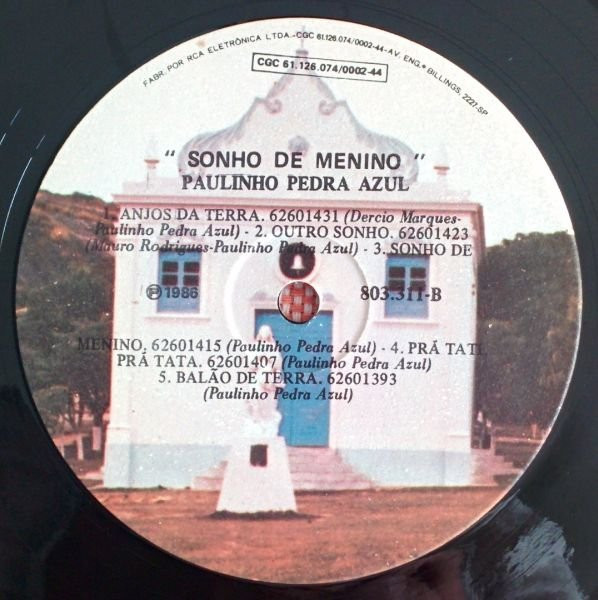 FABR. POR RCA ELETRÔNICA LTDA.-CGC 61.126.074/0002-44-AV. ENG.º BILLINGS, 2227-SP
CGC 61.126.074/0002-44
" SONHO DE MENINO "
PAULINHO PEDRA AZUL
1. ANJOS DA TERRA. 62601431 (Dercio Marques-
Paulinho Pedra Azul) - 2. OUTRO SONHO. 62601423
(Mauro Rodrigues-Paulinho Pedra Azul) - 3. SONHO DE
Ⓟ 1986 803.311-B
MENINO. 62601415 (Paulinho Pedra Azul) - 4. PRÁ TATI,
PRÁ TATA. 62601407 (Paulinho Pedra Azul)
5. BALÃO DE TERRA. 62601393
(Paulinho Pedra Azul)